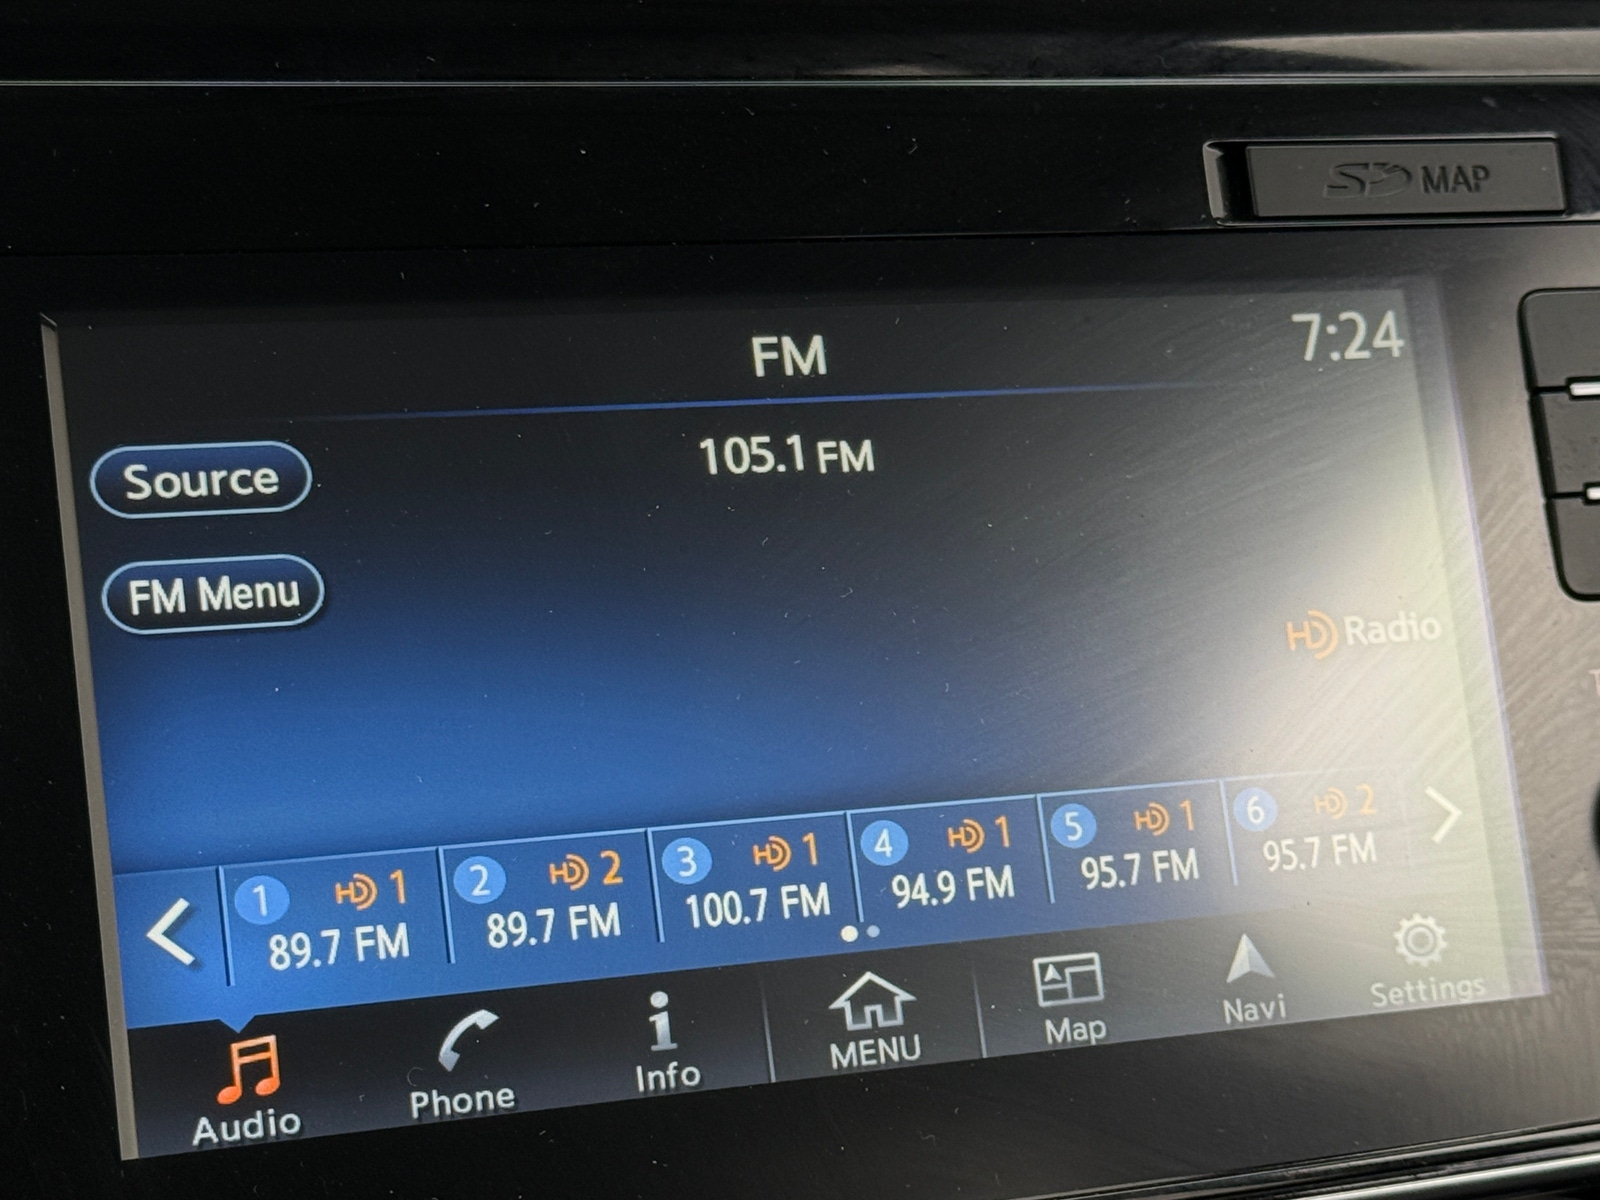 SD MAP
FM
7:24
Source
105.1 FM
FM Menu
HD Radio
1 HD 1
89.7 FM
2 HD 2
89.7 FM
3 HD 1
100.7 FM
4 HD 1
94.9 FM
5 HD 1
95.7 FM
6 HD 2
95.7 FM
Audio
Phone
Info
MENU
Map
Navi
Settings